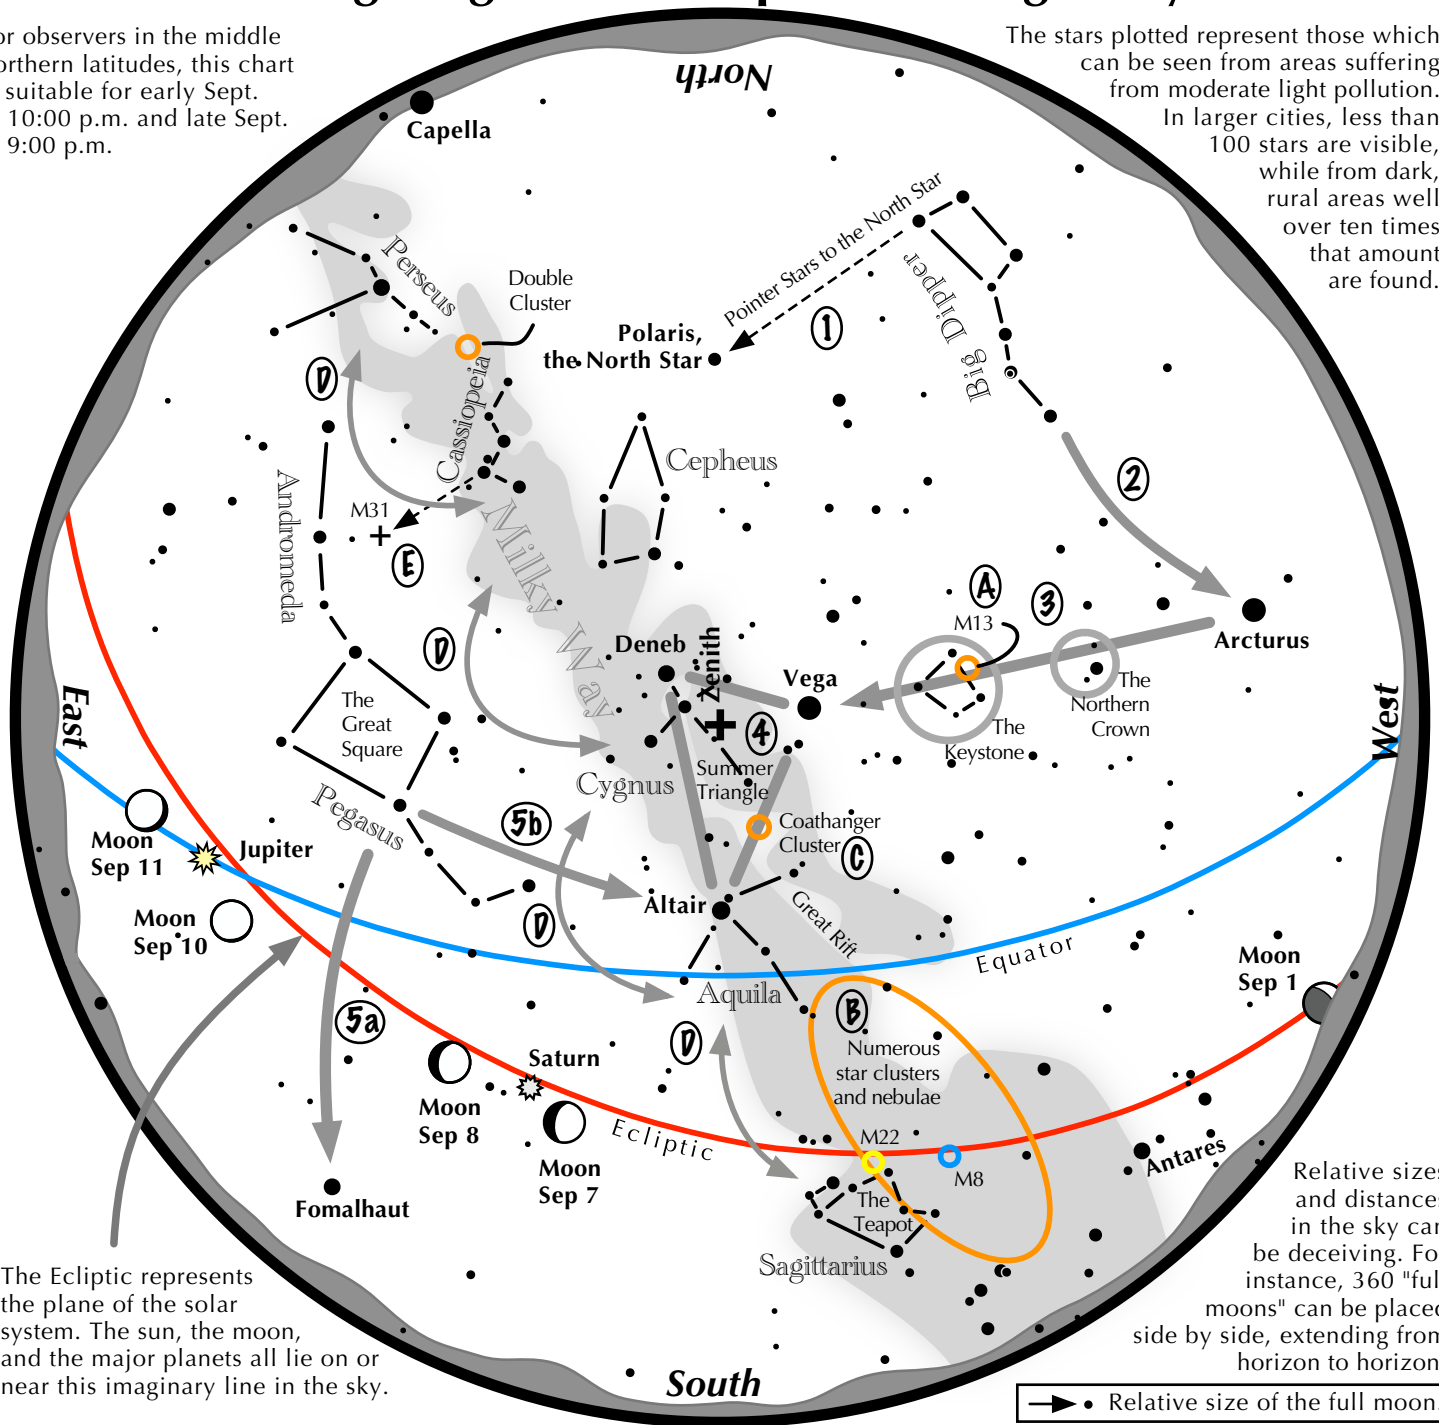 or observers in the middle
orthern latitudes, this chart
suitable for early Sept.
10:00 p.m. and late Sept.
9:00 p.m.
The stars plotted represent those which
can be seen from areas suffering
from moderate light pollution.
In larger cities, less than
100 stars are visible,
while from dark,
rural areas well
over ten times
that amount
are found.
North
Capella
Perseus
Double
Cluster
Pointer Stars to the North Star
1
Big Dipper
Polaris,
the North Star
D
Cassiopeia
Cepheus
2
Andromeda
M31
E
Milky Way
A
3
M13
Arcturus
D
Deneb
Zenith
Vega
The
Northern
Crown
The
Keystone
East
West
The
Great
Square
4
Summer
Triangle
Cygnus
Pegasus
5b
Coathanger
Cluster
C
Moon
Sep 11
Jupiter
Moon
Sep 10
Altair
D
Great Rift
Equator
Moon
Sep 1
Aquila
5a
B
D
Numerous
star clusters
and nebulae
Saturn
Moon
Sep 8
Moon
Sep 7
Ecliptic
M22
M8
Antares
The
Teapot
Fomalhaut
Sagittarius
The Ecliptic represents
the plane of the solar
system. The sun, the moon,
and the major planets all lie on or
near this imaginary line in the sky.
South
Relative sizes
and distances
in the sky can
be deceiving. Fo
instance, 360 "ful
moons" can be placed
side by side, extending from
horizon to horizon
Relative size of the full moon.